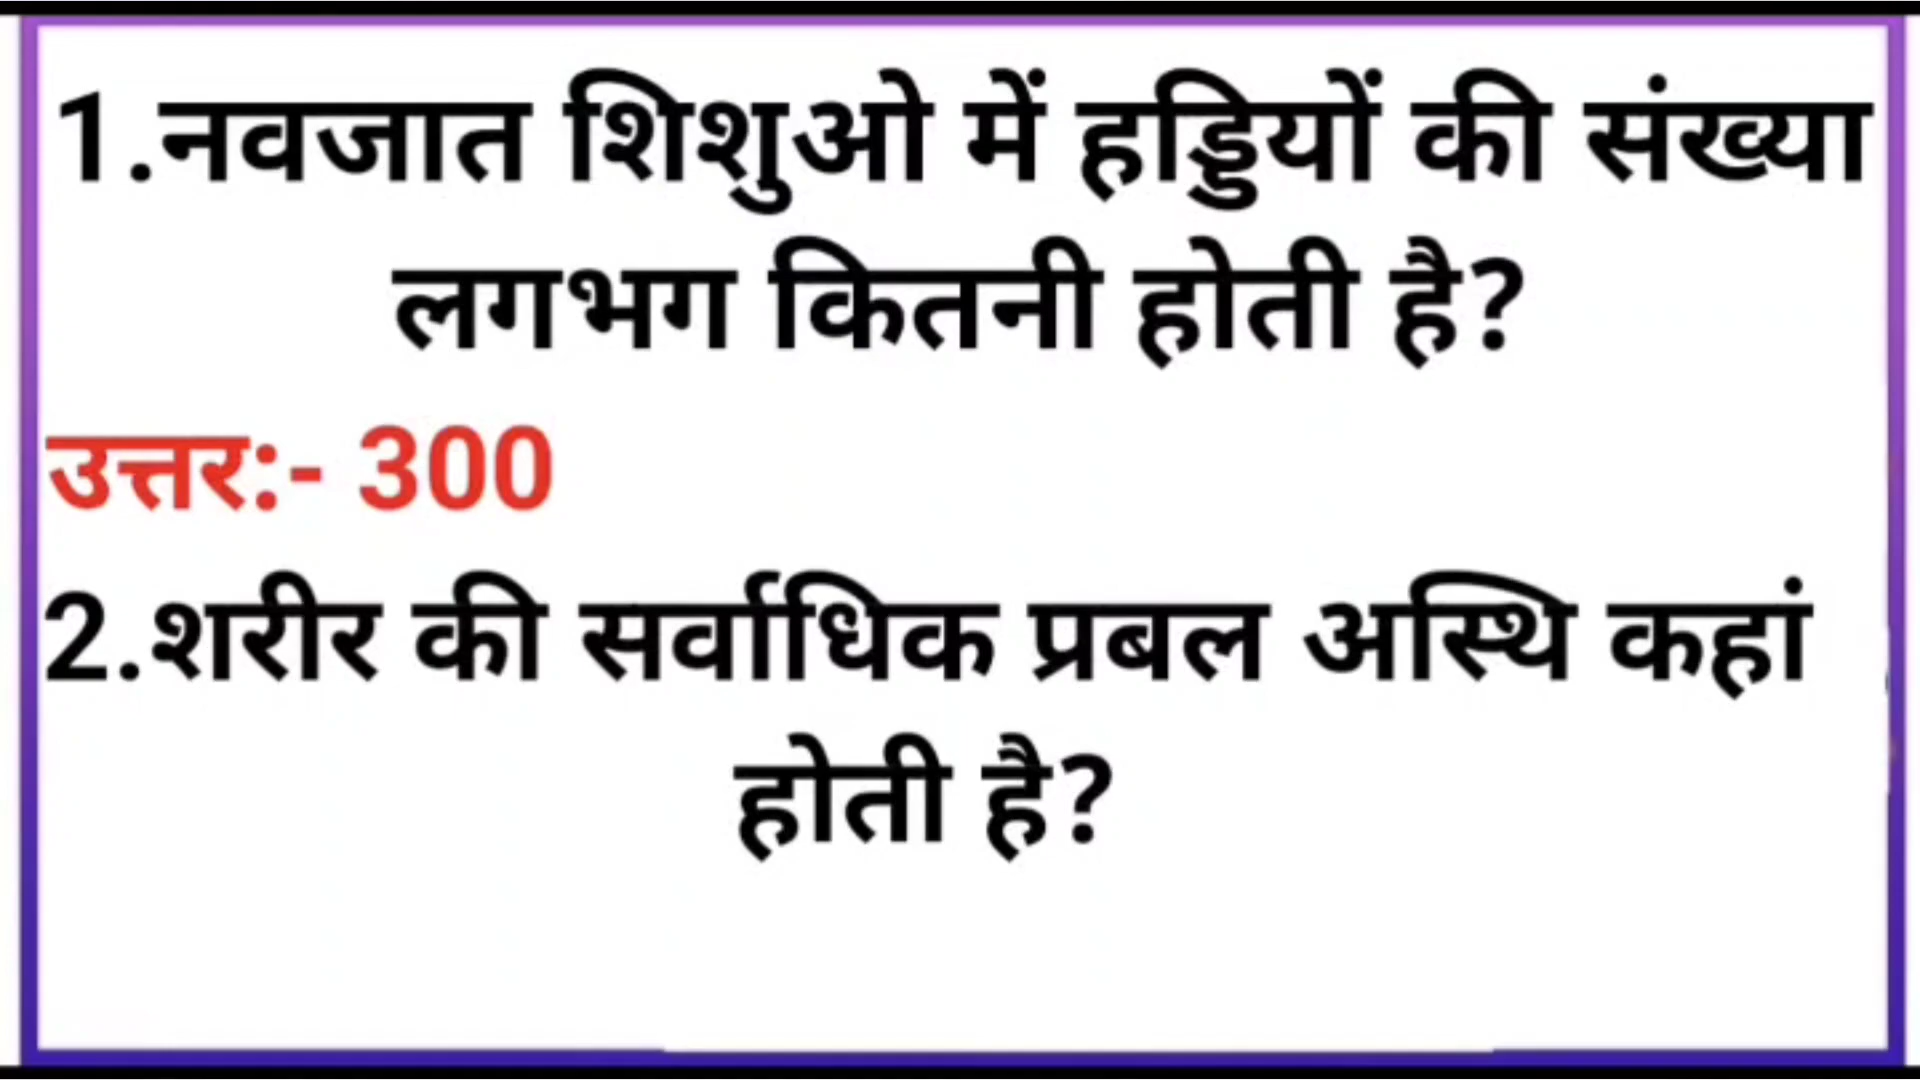 1.नवजात शिशुओ में हड्डियों की संख्या
लगभग कितनी होती है?
उत्तर:- 300
2.शरीर की सर्वाधिक प्रबल अस्थि कहां
होती है?